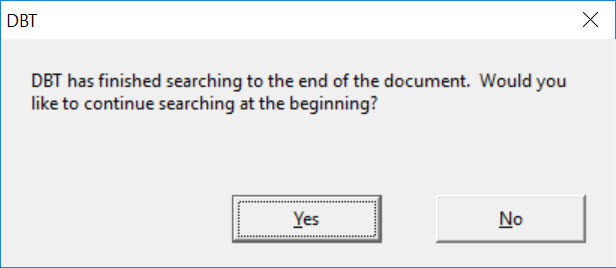 DBT
DBT has finished searching to the end of the document.  Would you
like to continue searching at the beginning?
Yes
No